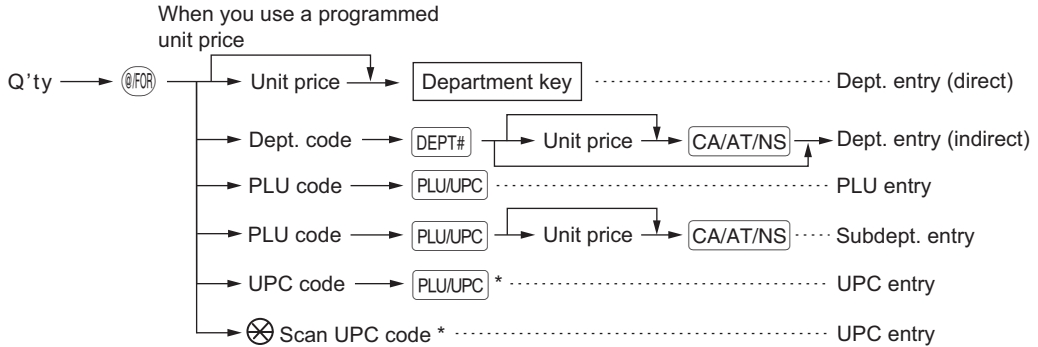 When you use a programmed
unit price
Q'ty @/FOR Unit price Department key Dept. entry (direct)
Dept. code DEPT# Unit price CA/AT/NS Dept. entry (indirect)
PLU code PLU/UPC PLU entry
PLU code PLU/UPC Unit price CA/AT/NS Subdept. entry
UPC code PLU/UPC * UPC entry
Scan UPC code * UPC entry